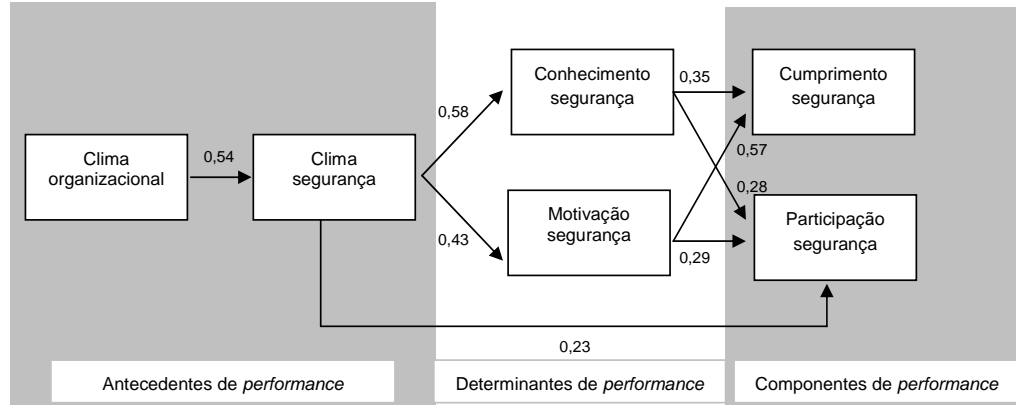 Conhecimento
segurança
0,35
Cumprimento
segurança
0,58
0,57
Clima
organizacional
0,54
Clima
segurança
0,28
0,43
Motivação
segurança
0,29
Participação
segurança
0,23
Antecedentes de performance
Determinantes de performance
Componentes de performance